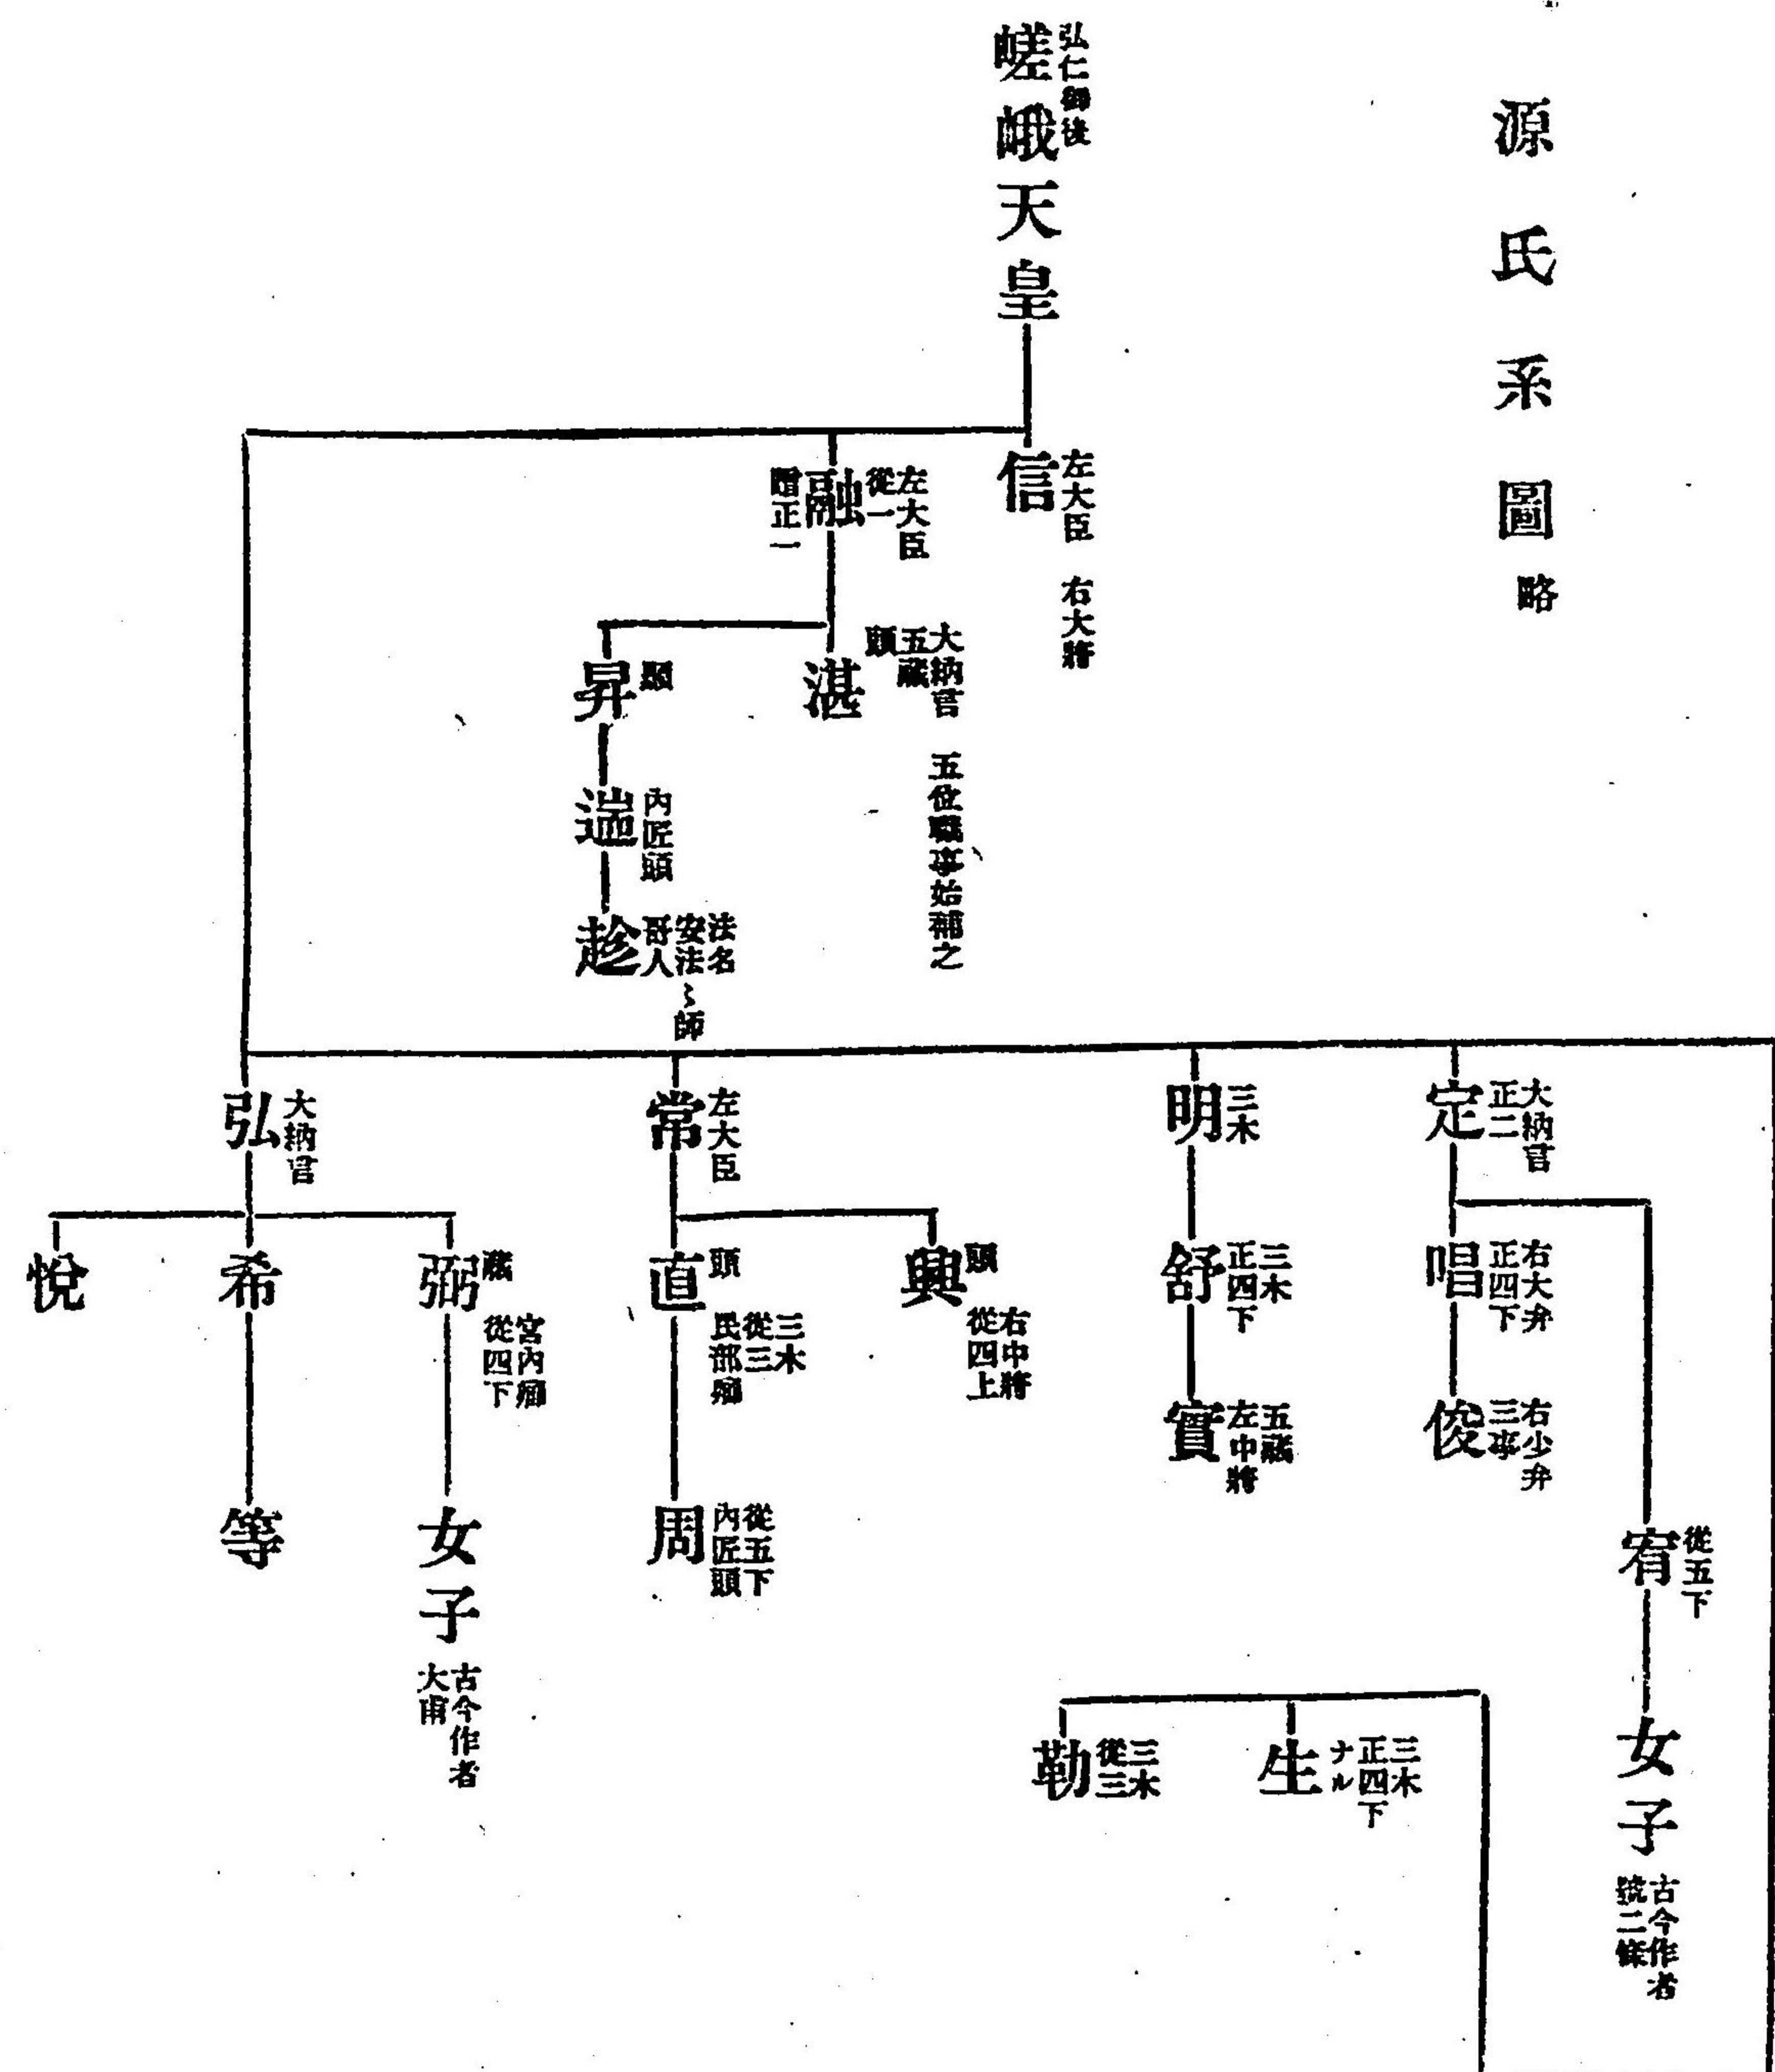 源氏系圖略
弘仁御後
嵯峨天皇
信
左大臣 右大將
融
左大臣
從一
贈正一
湛
大納言 五位職事始補之
五藏
頭
昇
頭
内匠頭
趁
法名
安法〻師
哥人
定
大納言
正二
唱
右大弁
正四下
俊
右少弁
三事
宥
從五下
女子
古今作者
號二條
明
三木
舒
三木
正四下
實
五藏
左中將
常
左大臣
興
頭
右中將
從四上
直
頭
三木
從三
民部卿
周
從五下
内匠頭
弘
大納言
弼
藏
宮内卿
從四下
女子
古今作者
大甫
希
等
悅
生
三木
正四下
ナル
勒
三木
從三